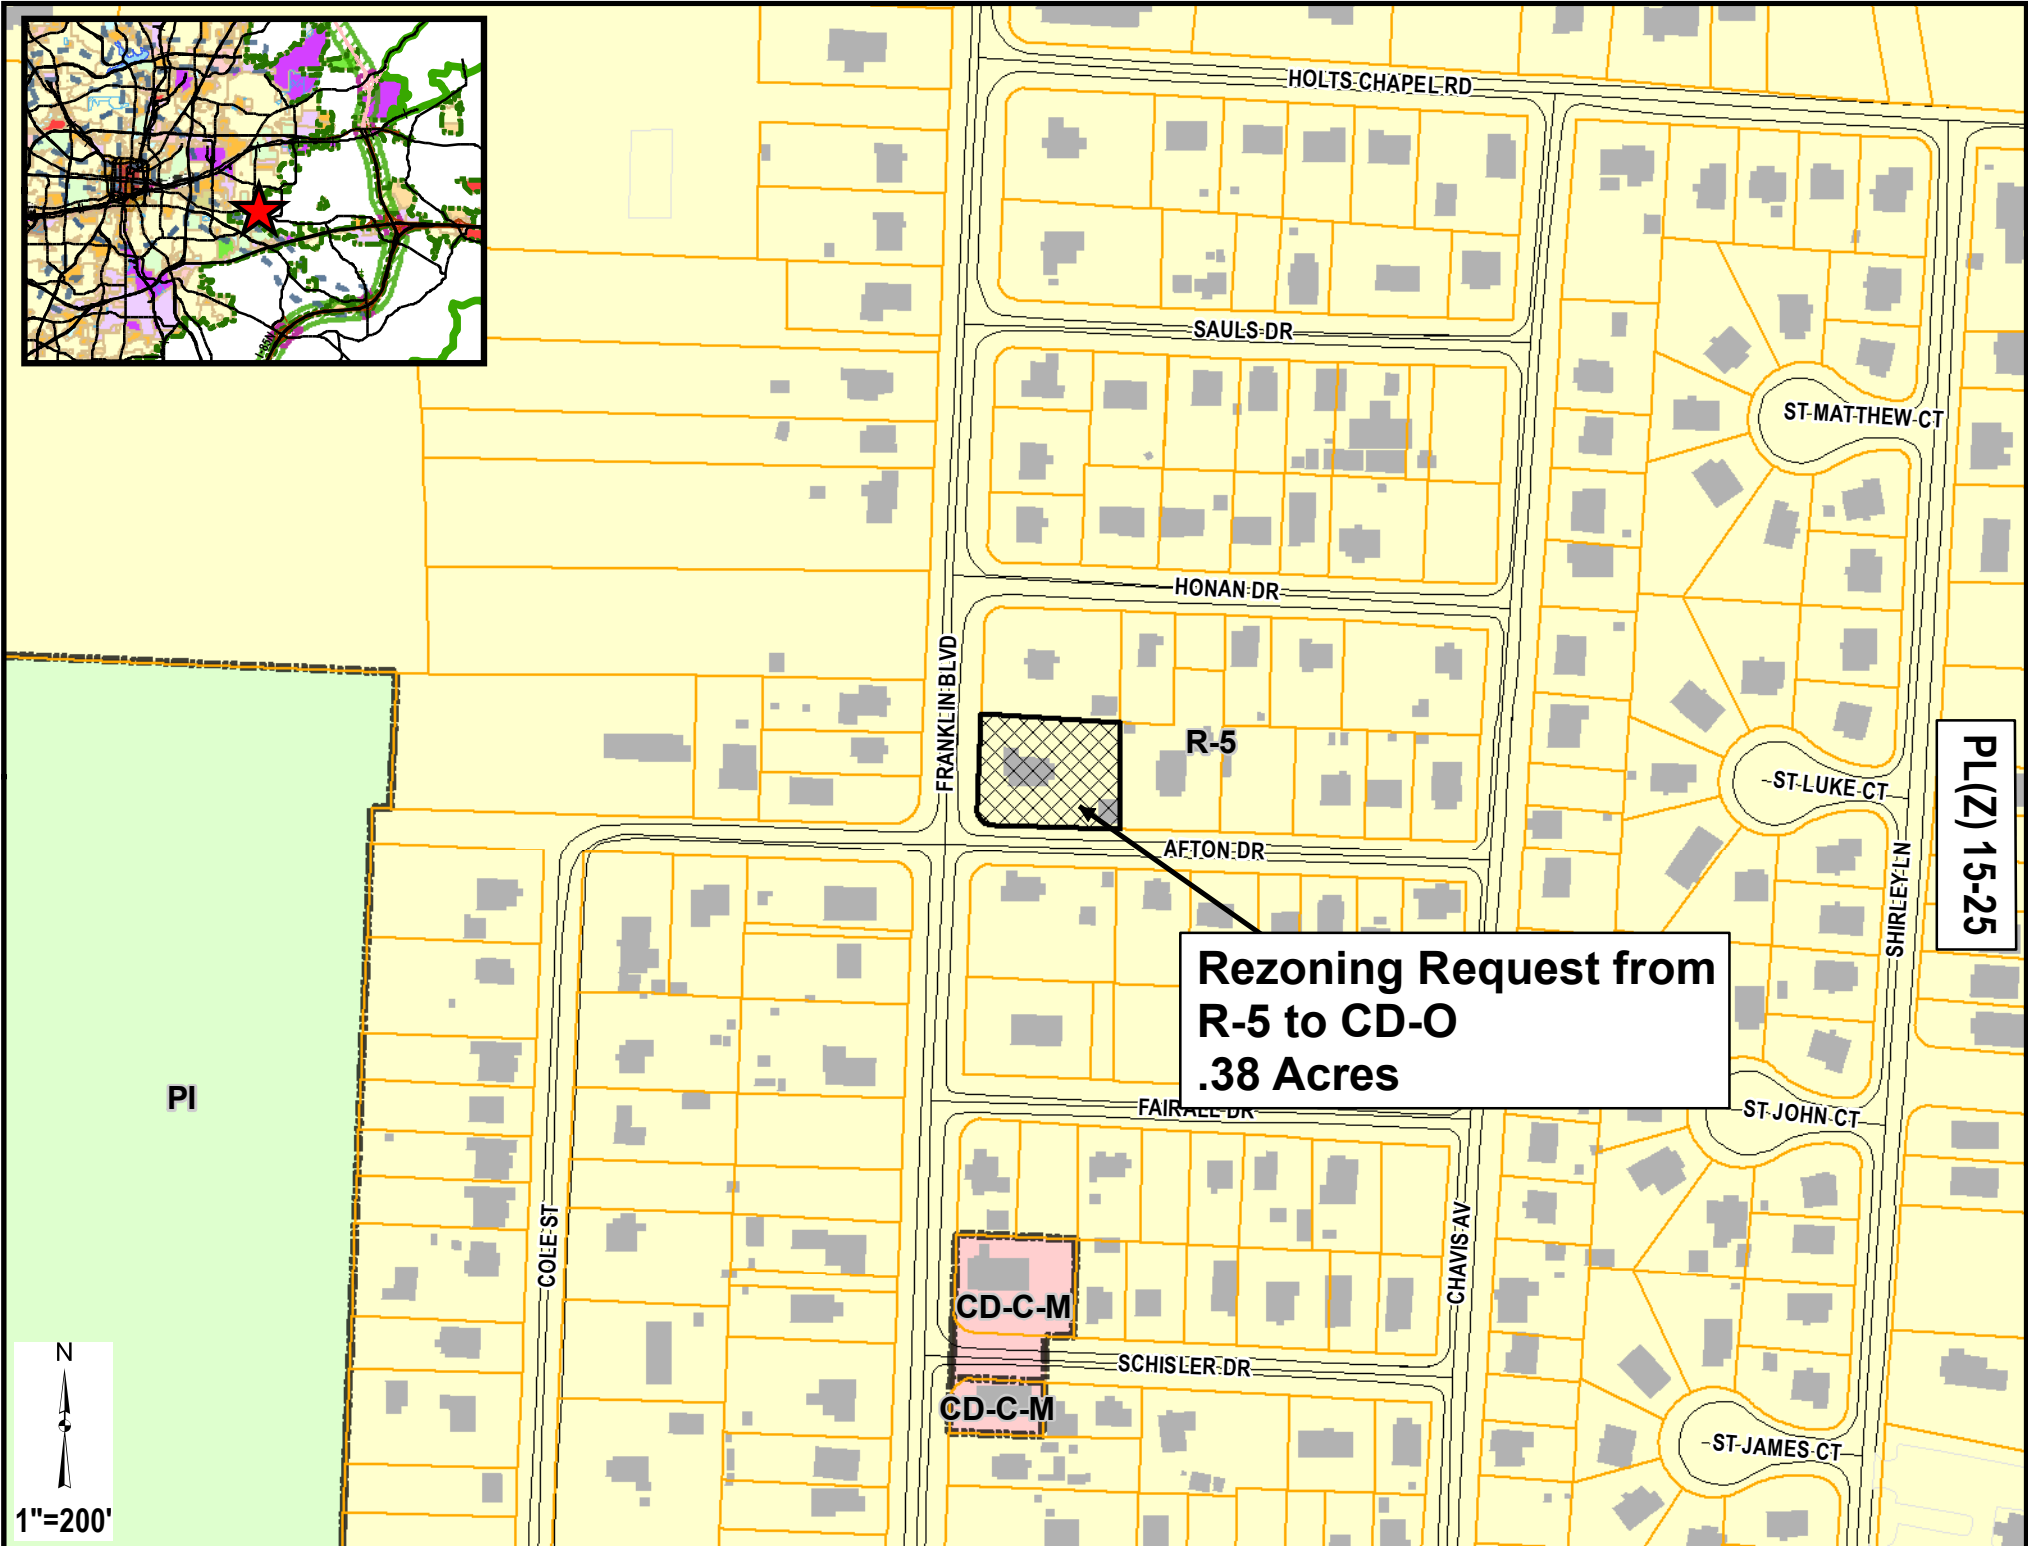 I-85N
HOLTS CHAPEL RD
SAULS DR
ST MATTHEW CT
HONAN DR
FRANKLIN BLVD
R-5
ST LUKE CT
PL(Z) 15-25
AFTON DR
SHIRLEY LN
Rezoning Request from
R-5 to CD-O
.38 Acres
PI
FAIRALL DR
ST JOHN CT
COLE ST
CHAVIS AV
CD-C-M
SCHISLER DR
CD-C-M
ST JAMES CT
N
1"=200'